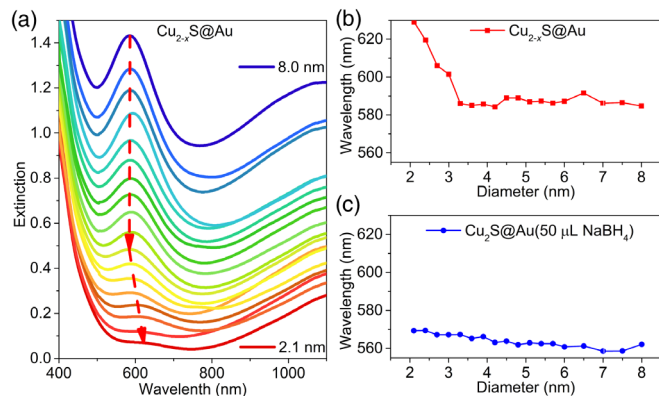 (a)
Cu2-xS@Au
8.0 nm
2.1 nm
Extinction
1.4
1.2
1.0
0.8
0.6
0.4
0.2
0.0
400 600 800 1000
Wavelenth (nm)
(b)
Cu2-xS@Au
Wavelength (nm)
620
600
580
560
1 2 3 4 5 6 7 8
Diameter (nm)
(c)
Cu2S@Au(50 μL NaBH4)
Wavelength (nm)
620
600
580
560
1 2 3 4 5 6 7 8
Diameter (nm)